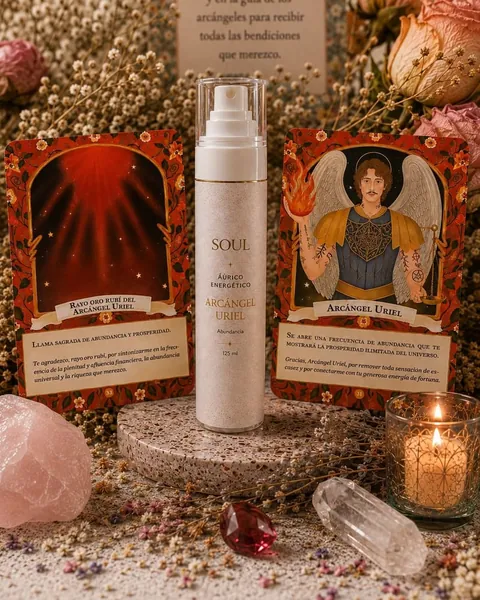 y en la guía de los
arcángeles para recibir
todas las bendiciones
que merezco.
RAYO ORO RUBÍ DEL
ARCÁNGEL URIEL
LLAMA SAGRADA DE ABUNDANCIA Y PROSPERIDAD.
Te agradezco, rayo oro rubí, por sintonizarme en la frecuencia
de la plenitud y afluencia financiera, la abundancia
universal y la riqueza que merezco.
SOUL
ÁURICO
ENERGÉTICO
ARCÁNGEL
URIEL
Abundancia
125 ml
ARCÁNGEL URIEL
SE ABRE UNA FRECUENCIA DE ABUNDANCIA QUE TE
MOSTRARÁ LA PROSPERIDAD ILIMITADA DEL UNIVERSO.
Gracias, Arcángel Uriel, por remover toda sensación de es-
casez y por conectarme con tu generosa energía de fortuna.